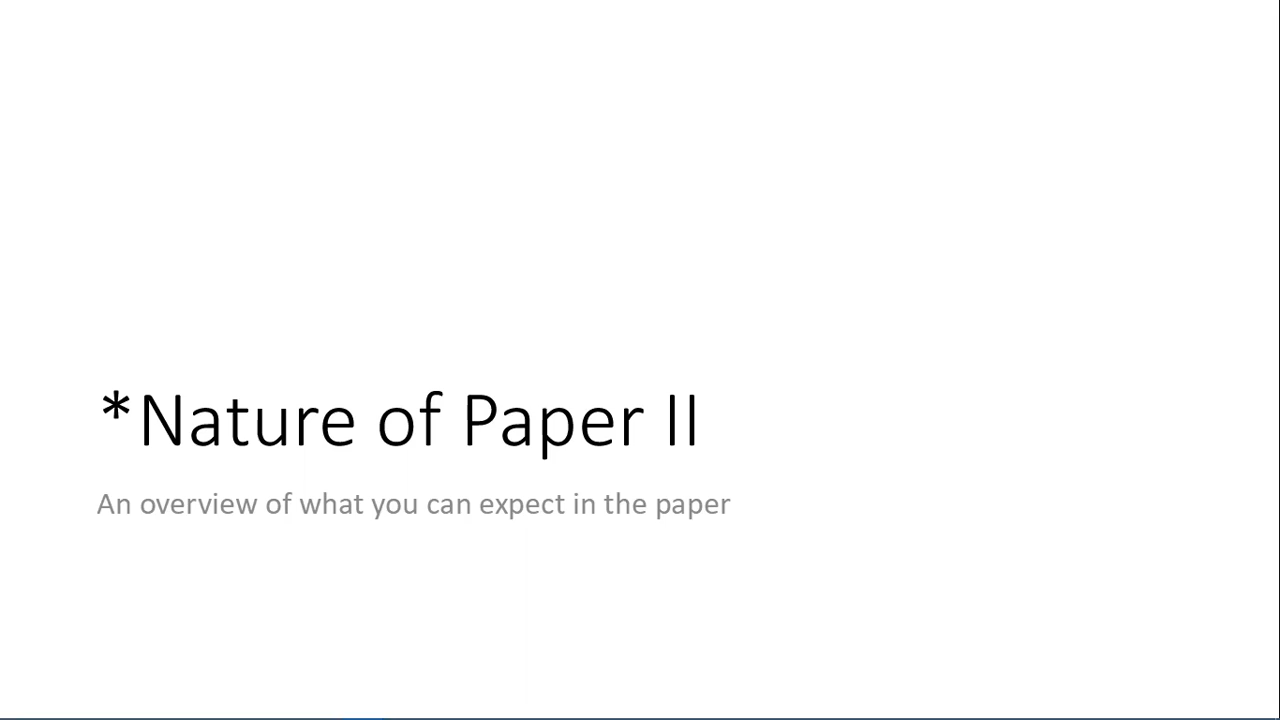 *Nature of Paper II
An overview of what you can expect in the paper